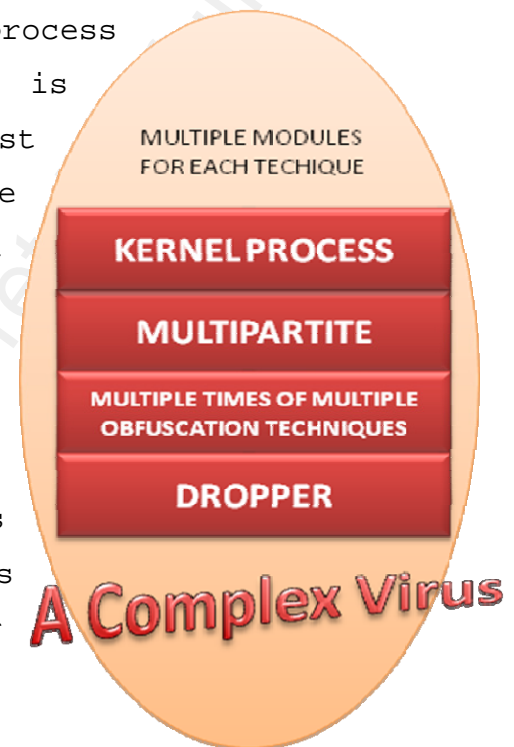 process
is
st
e
MULTIPLE MODULES
FOR EACH TECHIQUE
KERNEL PROCESS
MULTIPARTITE
MULTIPLE TIMES OF MULTIPLE
OBFUSCATION TECHNIQUES
DROPPER
s
s
A Complex Virus